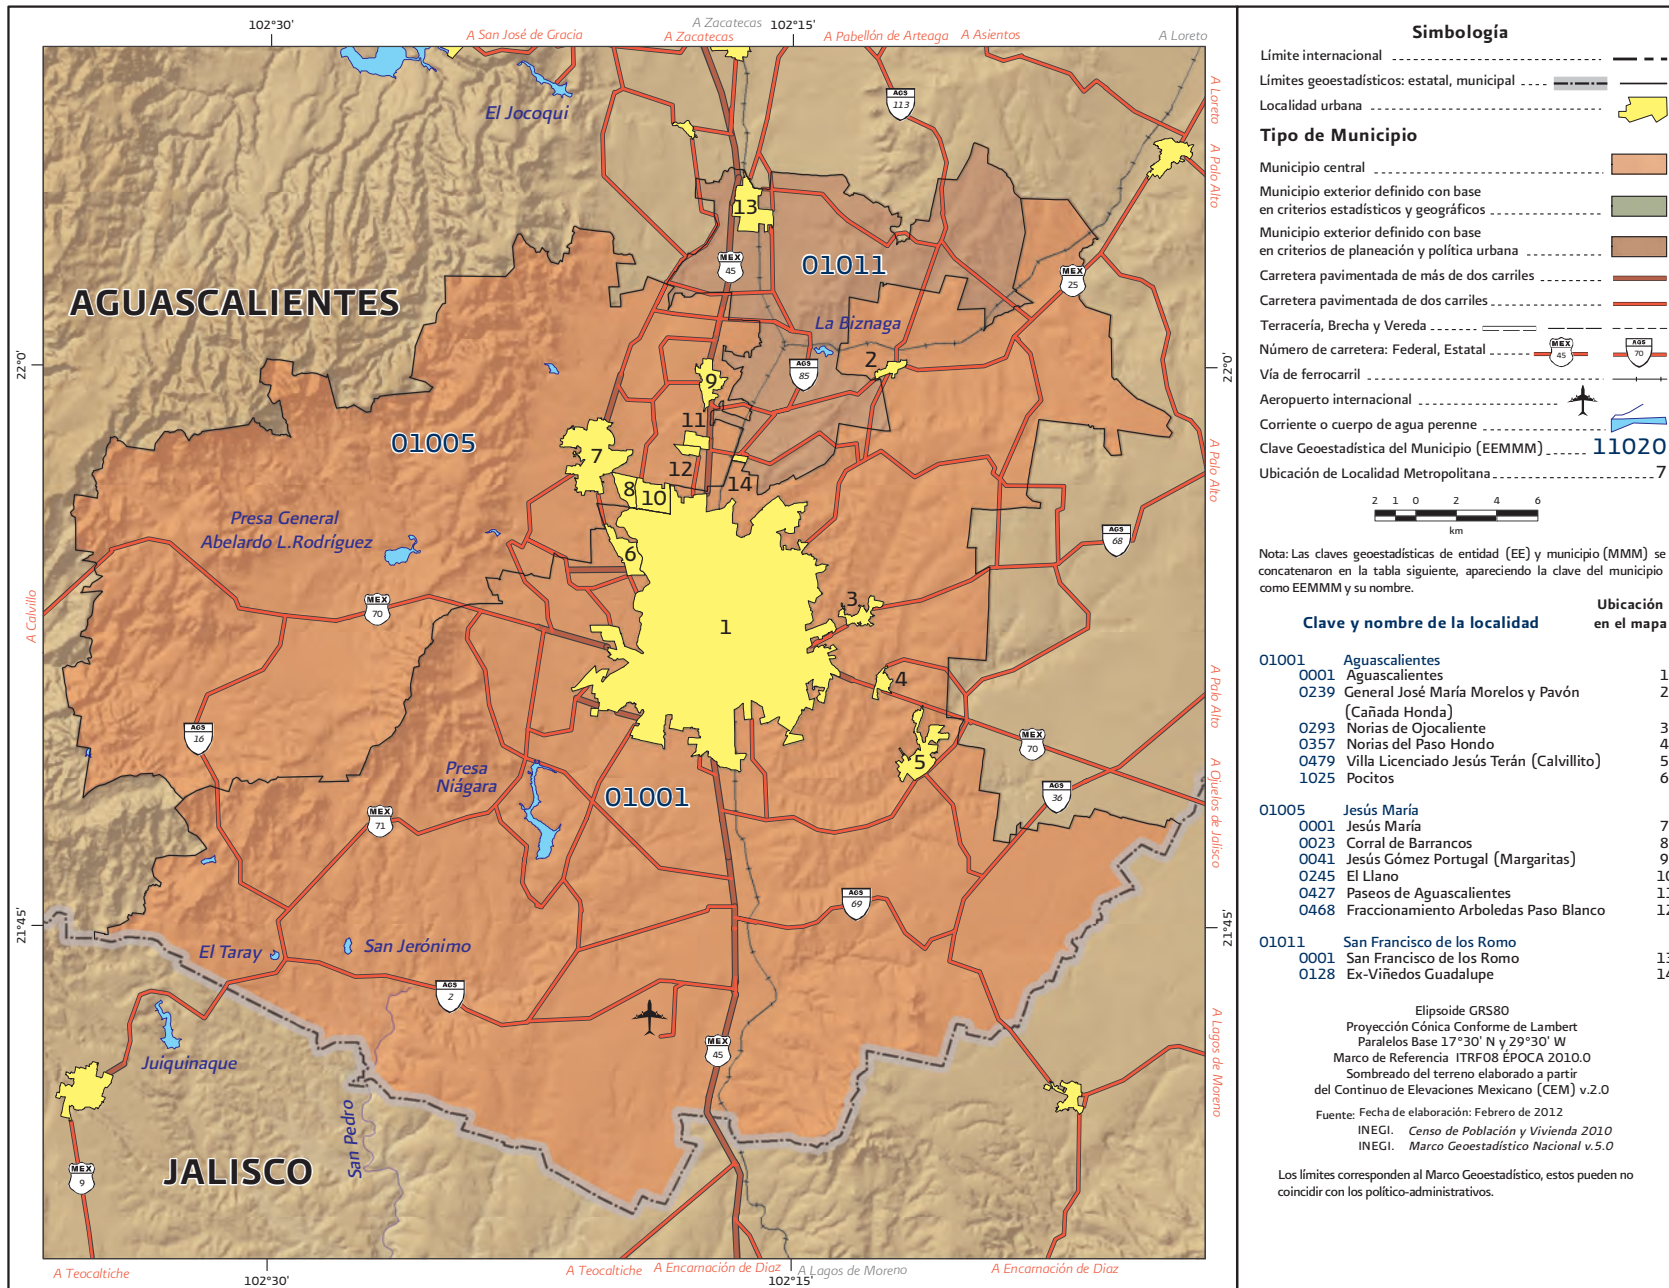 102°30'
A Zacatecas
102°15'
A San José de Gracia
A Zacatecas
A Pabellón de Arteaga
A Asientos
A Loreto
El Jocoqui
AGS
113
A Loreto
A Palo Alto
13
MEX
45
01011
MEX
25
AGUASCALIENTES
La Biznaga
22°0'
22°0'
2
AGS
85
9
11
01005
7
12
14
8
10
A Palo Alto
Presa General
Abelardo L.Rodríguez
6
AGS
68
A Calvillo
MEX
70
3
1
4
A Palo Alto
AGS
16
MEX
70
Presa
Niágara
5
01001
AGS
36
MEX
71
A Ojuelos de Jalisco
AGS
69
21°45'
21°45'
El Taray
San Jerónimo
AGS
2
Juiquinaque
MEX
45
A Lagos de Moreno
San Pedro
JALISCO
MEX
9
A Teocaltiche
102°30'
A Teocaltiche
A Encarnación de Diaz
102°15'
A Lagos de Moreno
A Encarnación de Diaz
Simbología
Límite internacional
Límites geoestadísticos: estatal, municipal
Localidad urbana
Tipo de Municipio
Municipio central
Municipio exterior definido con base
en criterios estadísticos y geográficos
Municipio exterior definido con base
en criterios de planeación y política urbana
Carretera pavimentada de más de dos carriles
Carretera pavimentada de dos carriles
Terracería, Brecha y Vereda
Número de carretera: Federal, Estatal MEX 45 AGS 70
Vía de ferrocarril
Aeropuerto internacional
Corriente o cuerpo de agua perenne
Clave Geoestadística del Municipio (EEMMM) 11020
Ubicación de Localidad Metropolitana 7
2 1 0 2 4 6
km
Nota: Las claves geoestadísticas de entidad (EE) y municipio (MMM) se
concatenaron en la tabla siguiente, apareciendo la clave del municipio
como EEMMM y su nombre.
Ubicación
Clave y nombre de la localidad en el mapa
01001 Aguascalientes
0001 Aguascalientes 1
0239 General José María Morelos y Pavón 2
(Cañada Honda)
0293 Norias de Ojocaliente 3
0357 Norias del Paso Hondo 4
0479 Villa Licenciado Jesús Terán (Calvillito) 5
1025 Pocitos 6
01005 Jesús María
0001 Jesús María 7
0023 Corral de Barrancos 8
0041 Jesús Gómez Portugal (Margaritas) 9
0245 El Llano 10
0427 Paseos de Aguascalientes 11
0468 Fraccionamiento Arboledas Paso Blanco 12
01011 San Francisco de los Romo
0001 San Francisco de los Romo 13
0128 Ex-Viñedos Guadalupe 14
Elipsoide GRS80
Proyección Cónica Conforme de Lambert
Paralelos Base 17°30' N y 29°30' W
Marco de Referencia ITRF08 ÉPOCA 2010.0
Sombreado del terreno elaborado a partir
del Continuo de Elevaciones Mexicano (CEM) v.2.0
Fuente: Fecha de elaboración: Febrero de 2012
INEGI. Censo de Población y Vivienda 2010
INEGI. Marco Geoestadístico Nacional v.5.0
Los límites corresponden al Marco Geoestadístico, estos pueden no
coincidir con los político-administrativos.